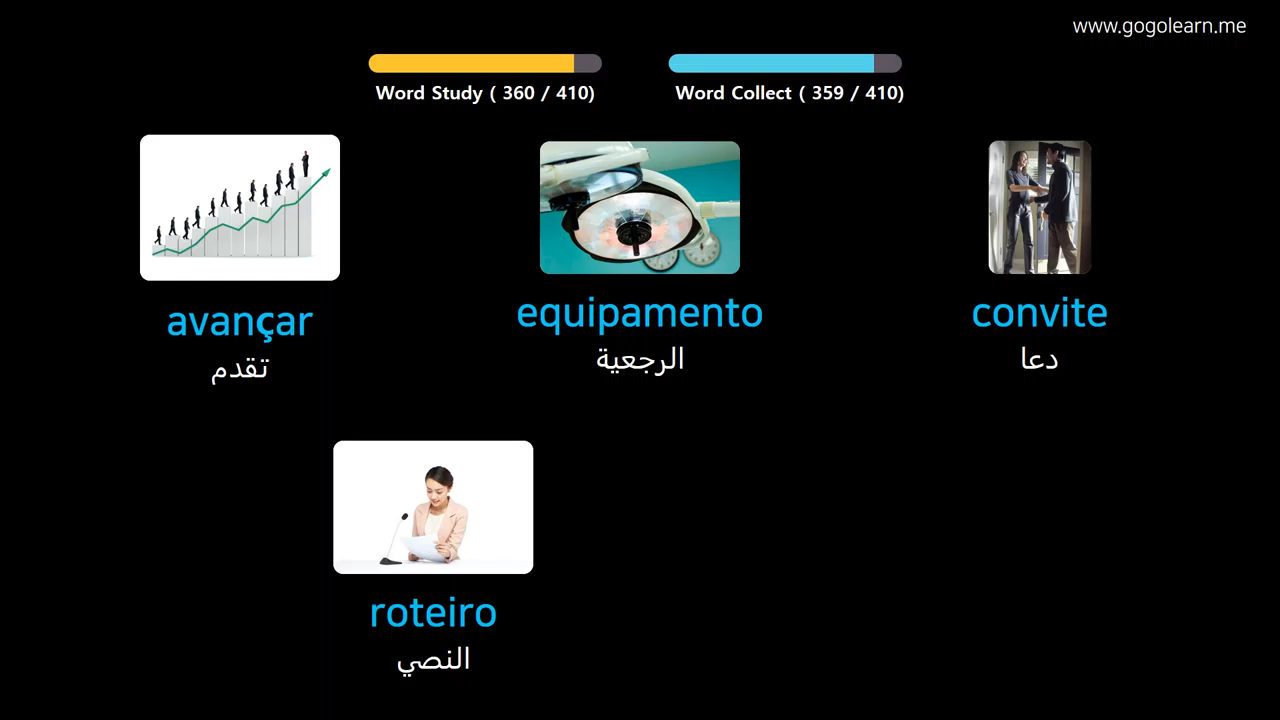 www.gogolearn.me
Word Study ( 360 / 410)
Word Collect ( 359 / 410)
avançar
تقدم
equipamento
الرجعية
convite
دعا
roteiro
النصي